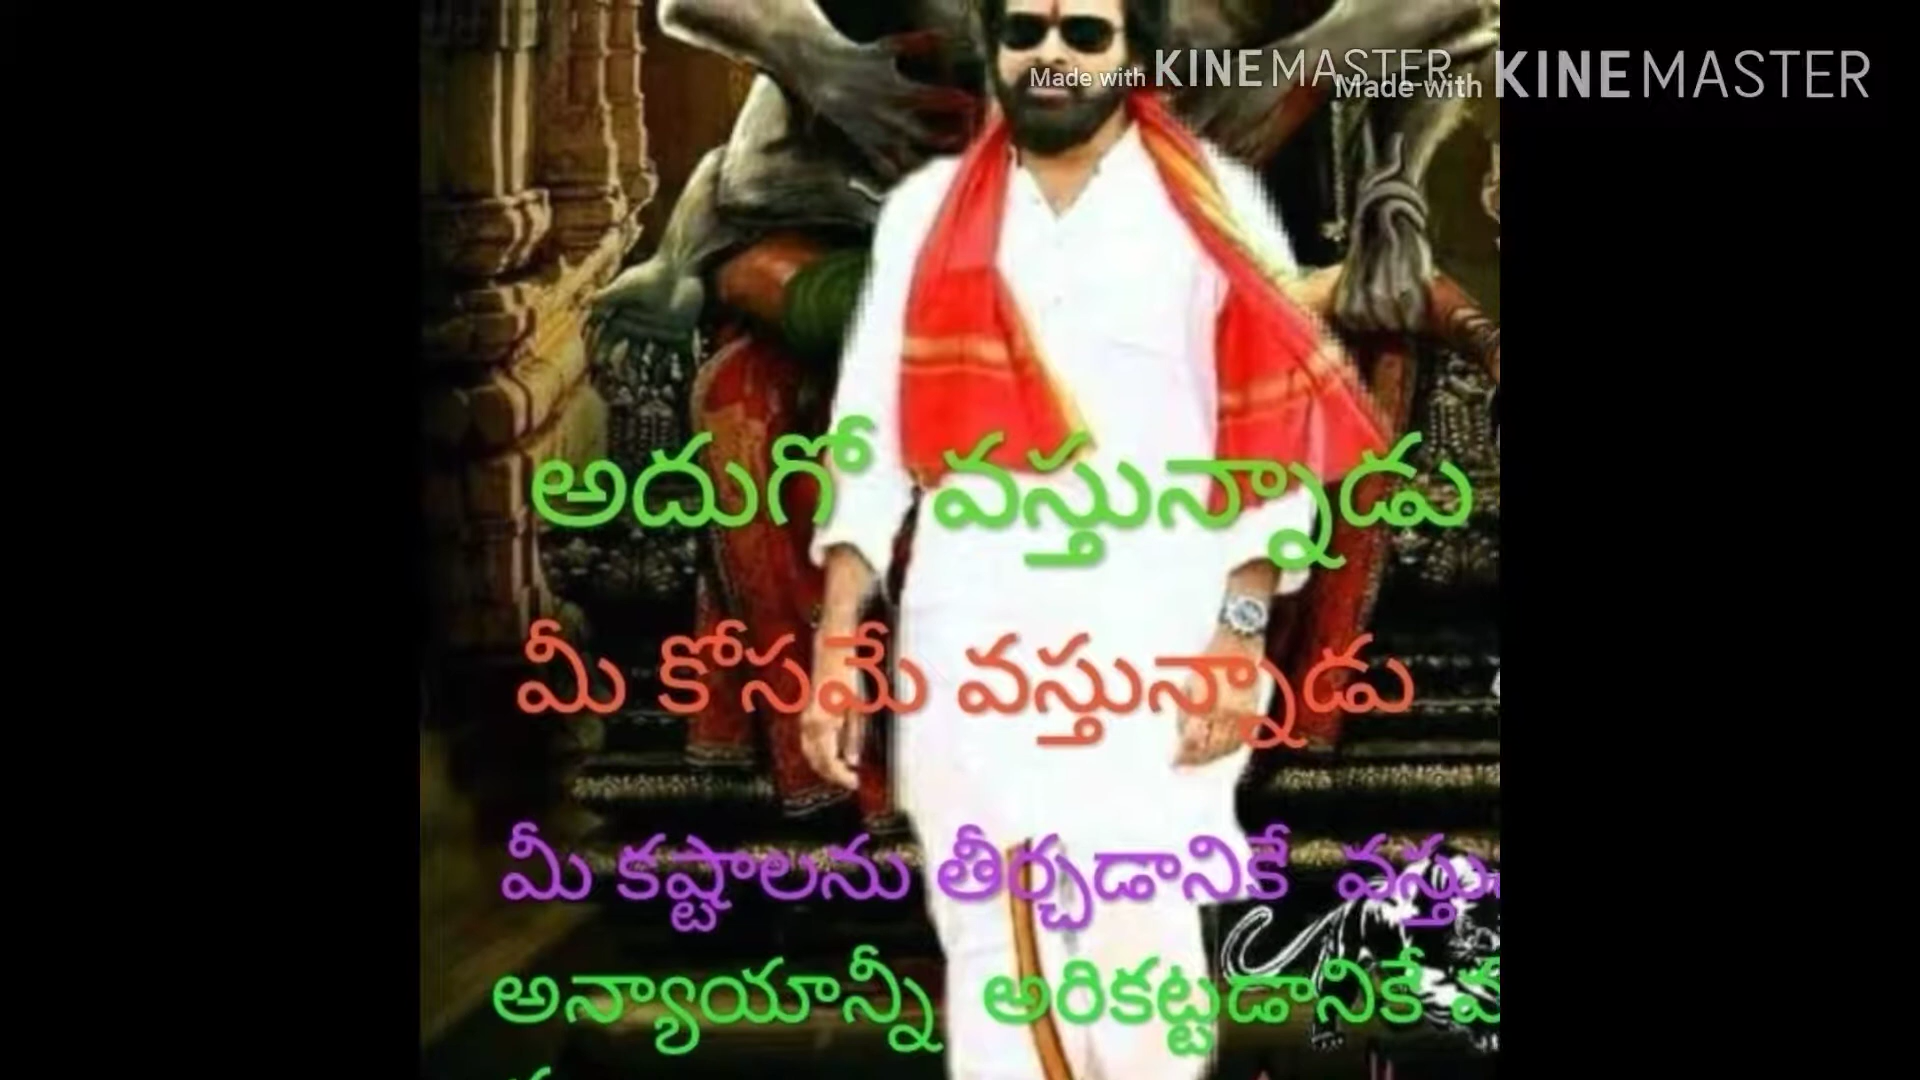 Made with KINEMASTER
Made with KINEMASTER
అదుగో వస్తున్నాడు
మీ కోసమే వస్తున్నాడు
మీ కష్టాలను తీర్చడానికే
అన్యాయాన్నీ అరికట్టడానికే